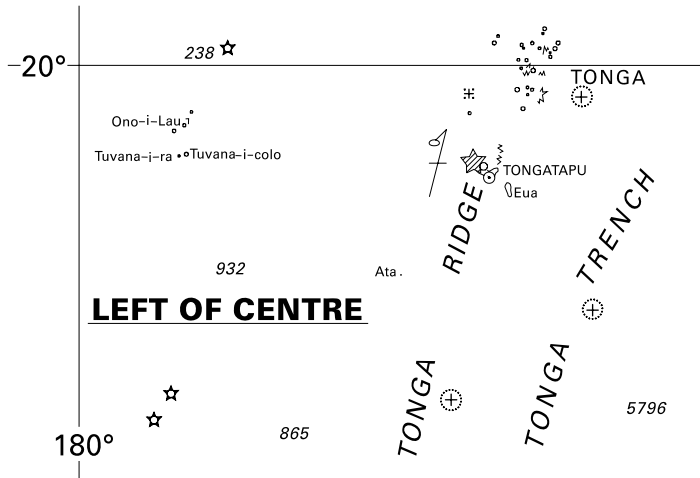 238
20°
TONGA
Ono-i-Lau
Tuvana-i-ra
Tuvana-i-colo
TONGATAPU
Eua
RIDGE
TRENCH
932
Ata.
LEFT OF CENTRE
TONGA
TONGA
5796
865
180°